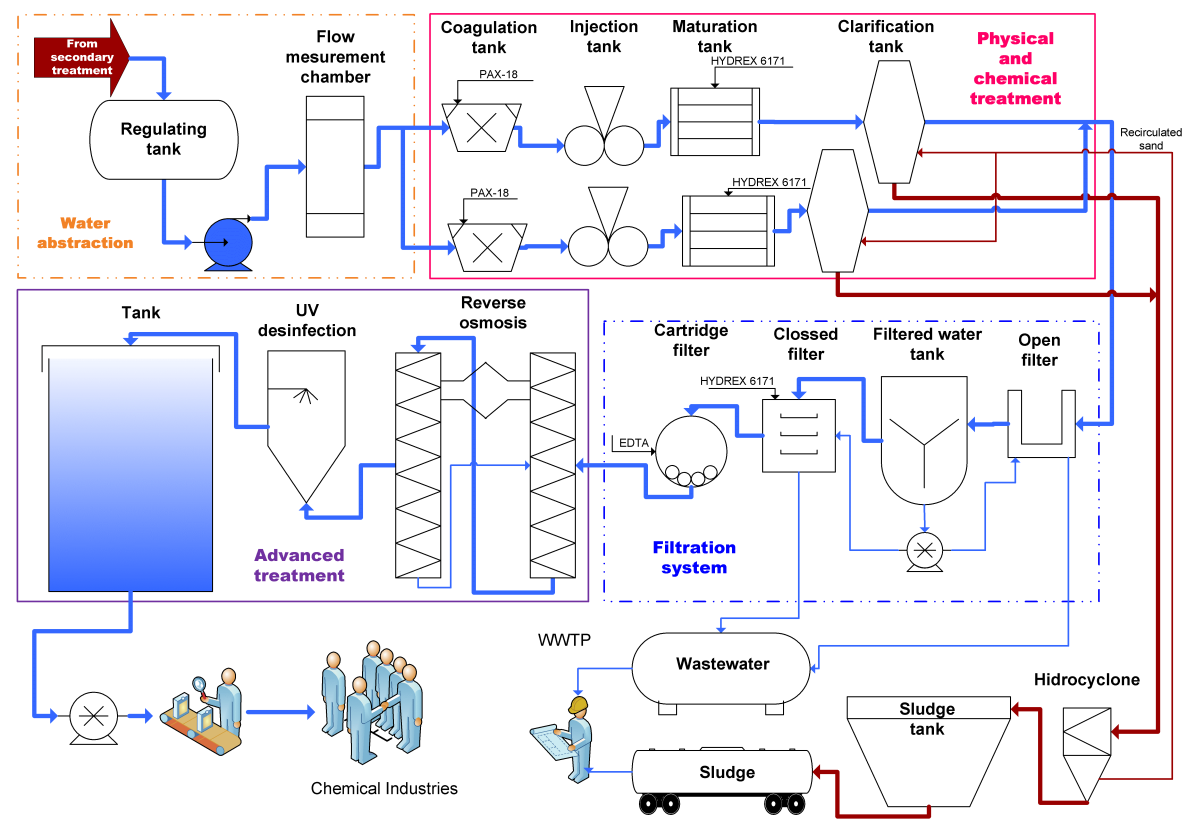 From
secondary
treatment
Regulating
tank
Water
abstraction
Flow
mesurement
chamber
Coagulation
tank
Injection
tank
Maturation
tank
Clarification
tank
Physical
and
chemical
treatment
PAX-18
HYDREX 6171
PAX-18
HYDREX 6171
Recirculated
sand
Tank
UV
desinfection
Reverse
osmosis
Advanced
treatment
Cartridge
filter
Clossed
filter
Filtered water
tank
Open
filter
HYDREX 6171
EDTA
Filtration
system
WWTP
Wastewater
Sludge
Sludge
tank
Hidrocyclone
Chemical Industries